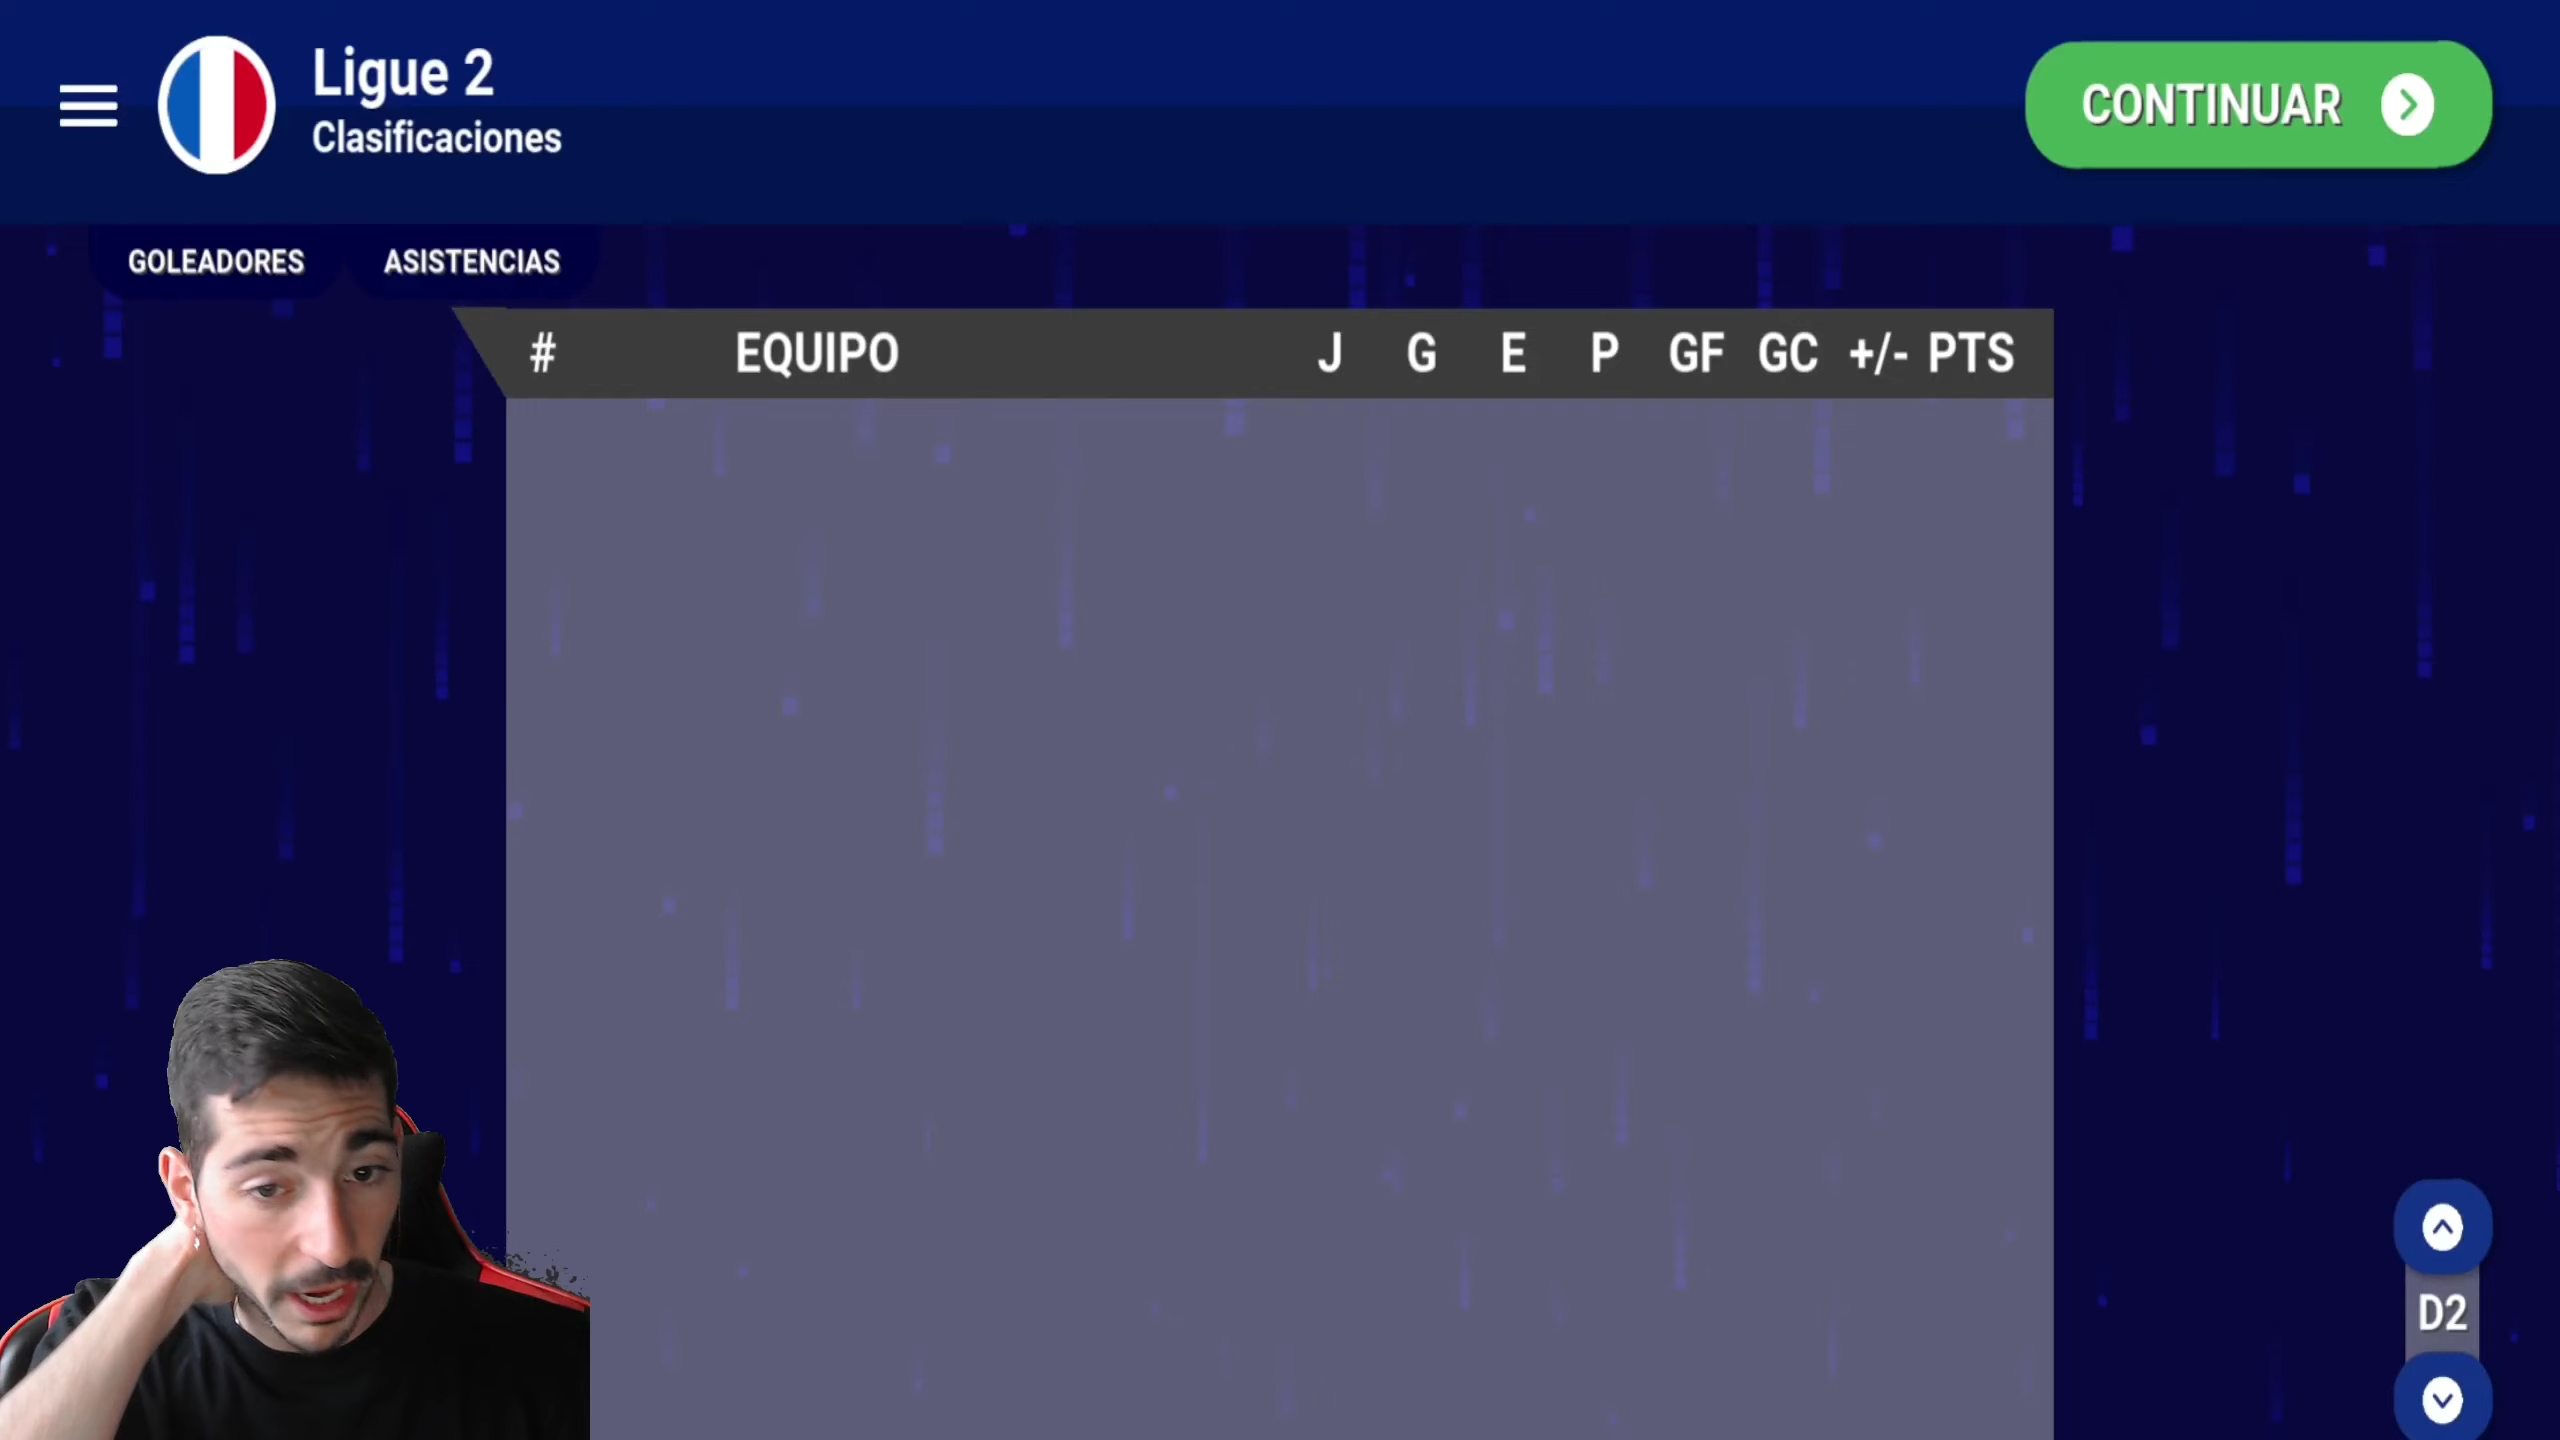 Ligue 2
Clasificaciones
CONTINUAR
GOLEADORES ASISTENCIAS
# EQUIPO J G E P GF GC +/- PTS
D2